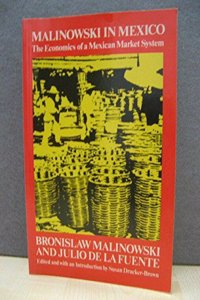 MALINOWSKI IN MEXICO
The Economics of a Mexican Market System
BRONISLAW MALINOWSKI
AND JULIO DE LA FUENTE
Edited and with an Introduction by Susan Drucker-Brown